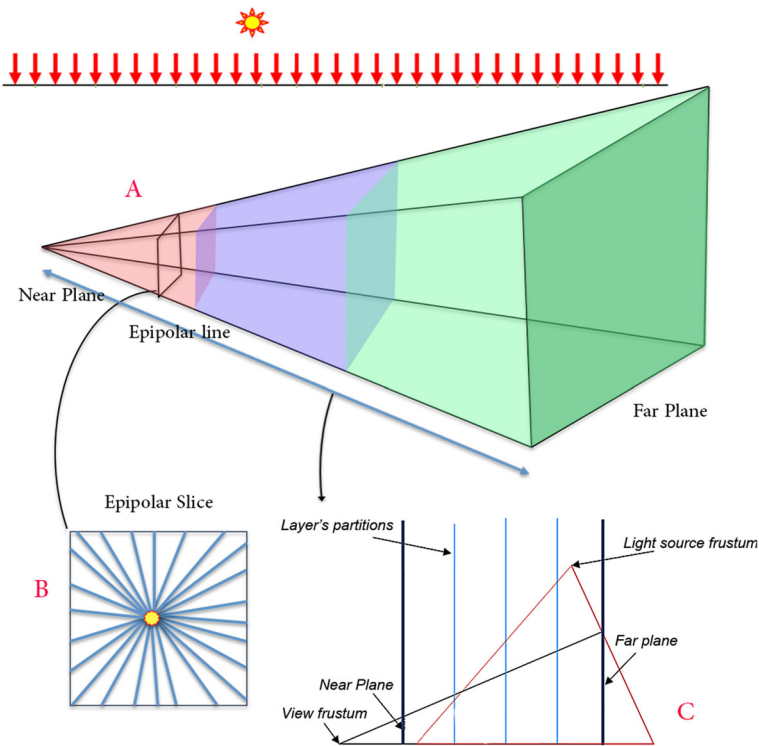 A
Near Plane
Epipolar line
Far Plane
Epipolar Slice
B
Layer's partitions
Light source frustum
Far plane
Near Plane
View frustum
C